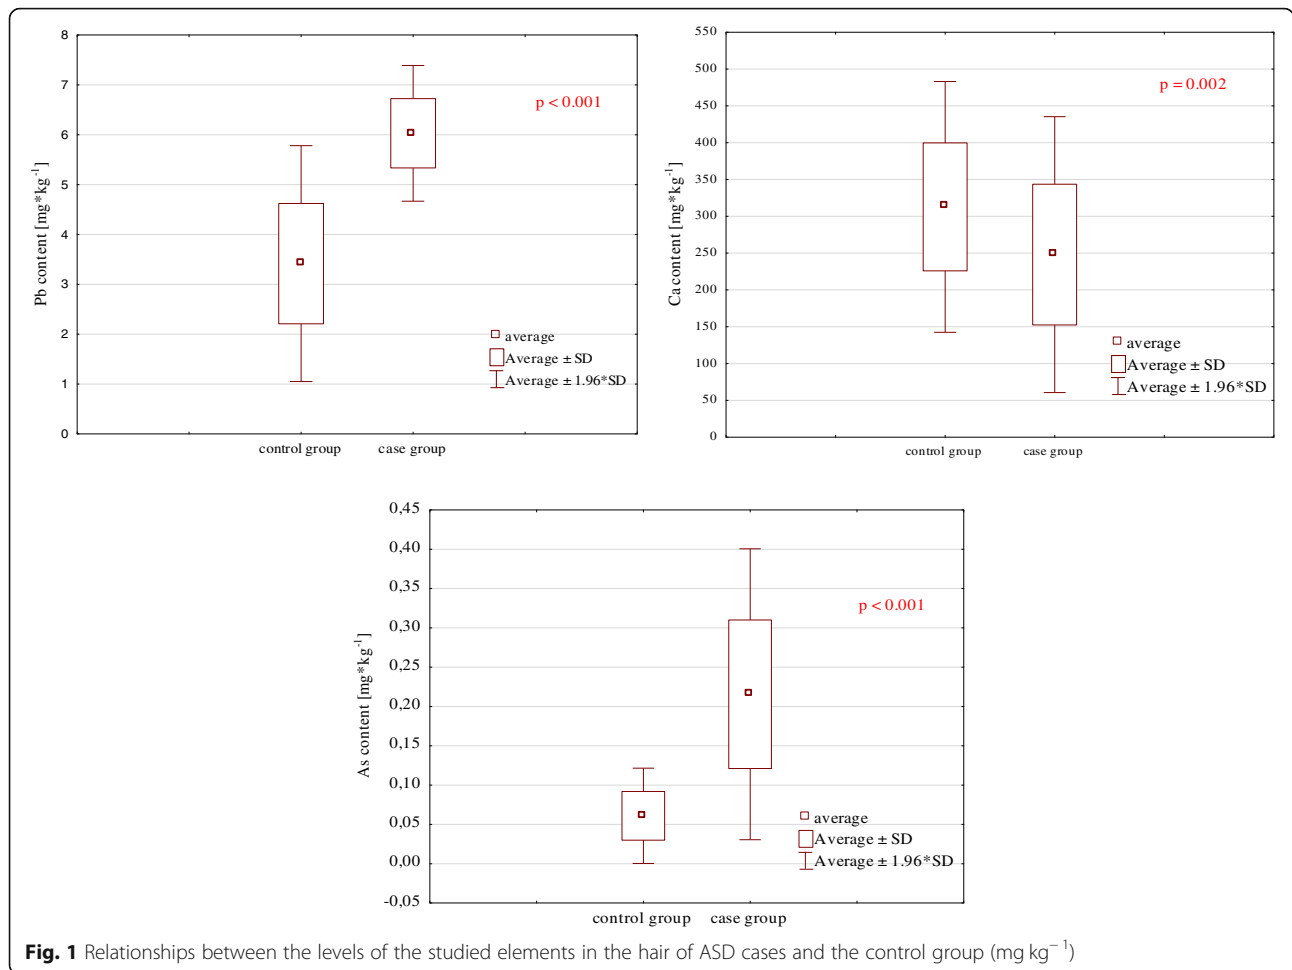 8
7
6
5
4
3
2
1
0
Pb content [mg*kg-1]
p < 0.001
average
Average ± SD
Average ± 1.96*SD
control group
case group
550
500
450
400
350
300
250
200
150
100
50
0
Ca content [mg*kg-1]
p = 0.002
average
Average ± SD
Average ± 1.96*SD
control group
case group
0,45
0,40
0,35
0,30
0,25
0,20
0,15
0,10
0,05
0,00
-0.05
As content [mg*kg-1]
p < 0.001
average
Average ± SD
Average ± 1.96*SD
control group
case group
Fig. 1 Relationships between the levels of the studied elements in the hair of ASD cases and the control group (mg kg−1)